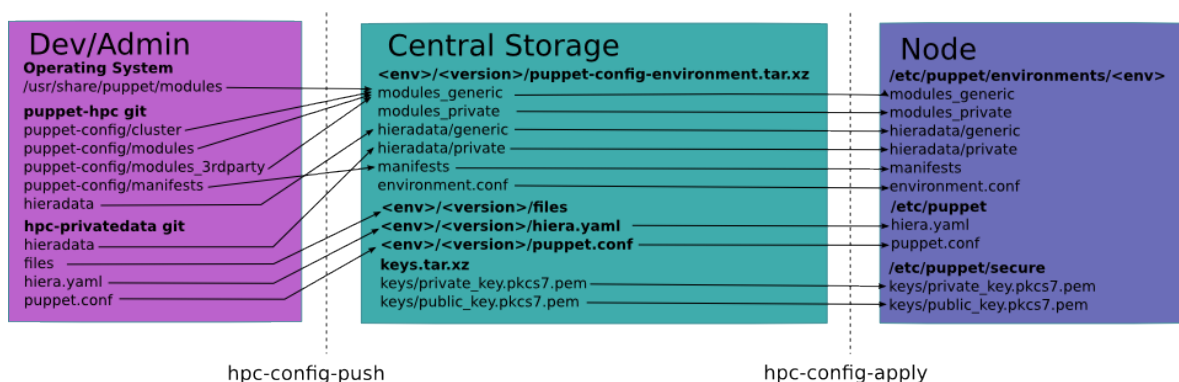 Dev/Admin
Operating System
/usr/share/puppet/modules
puppet-hpc git
puppet-config/cluster
puppet-config/modules
puppet-config/modules_3rdparty
puppet-config/manifests
hieradata
hpc-privatedata git
hieradata
files
hiera.yaml
puppet.conf
Central Storage
<env>/<version>/puppet-config-environment.tar.xz
modules_generic
modules_private
hieradata/generic
hieradata/private
manifests
environment.conf
<env>/<version>/files
<env>/<version>/hiera.yaml
<env>/<version>/puppet.conf
keys.tar.xz
keys/private_key.pkcs7.pem
keys/public_key.pkcs7.pem
Node
/etc/puppet/environments/<env>
modules_generic
modules_private
hieradata/generic
hieradata/private
manifests
environment.conf
/etc/puppet
hiera.yaml
puppet.conf
/etc/puppet/secure
keys/private_key.pkcs7.pem
keys/public_key.pkcs7.pem
hpc-config-push
hpc-config-apply